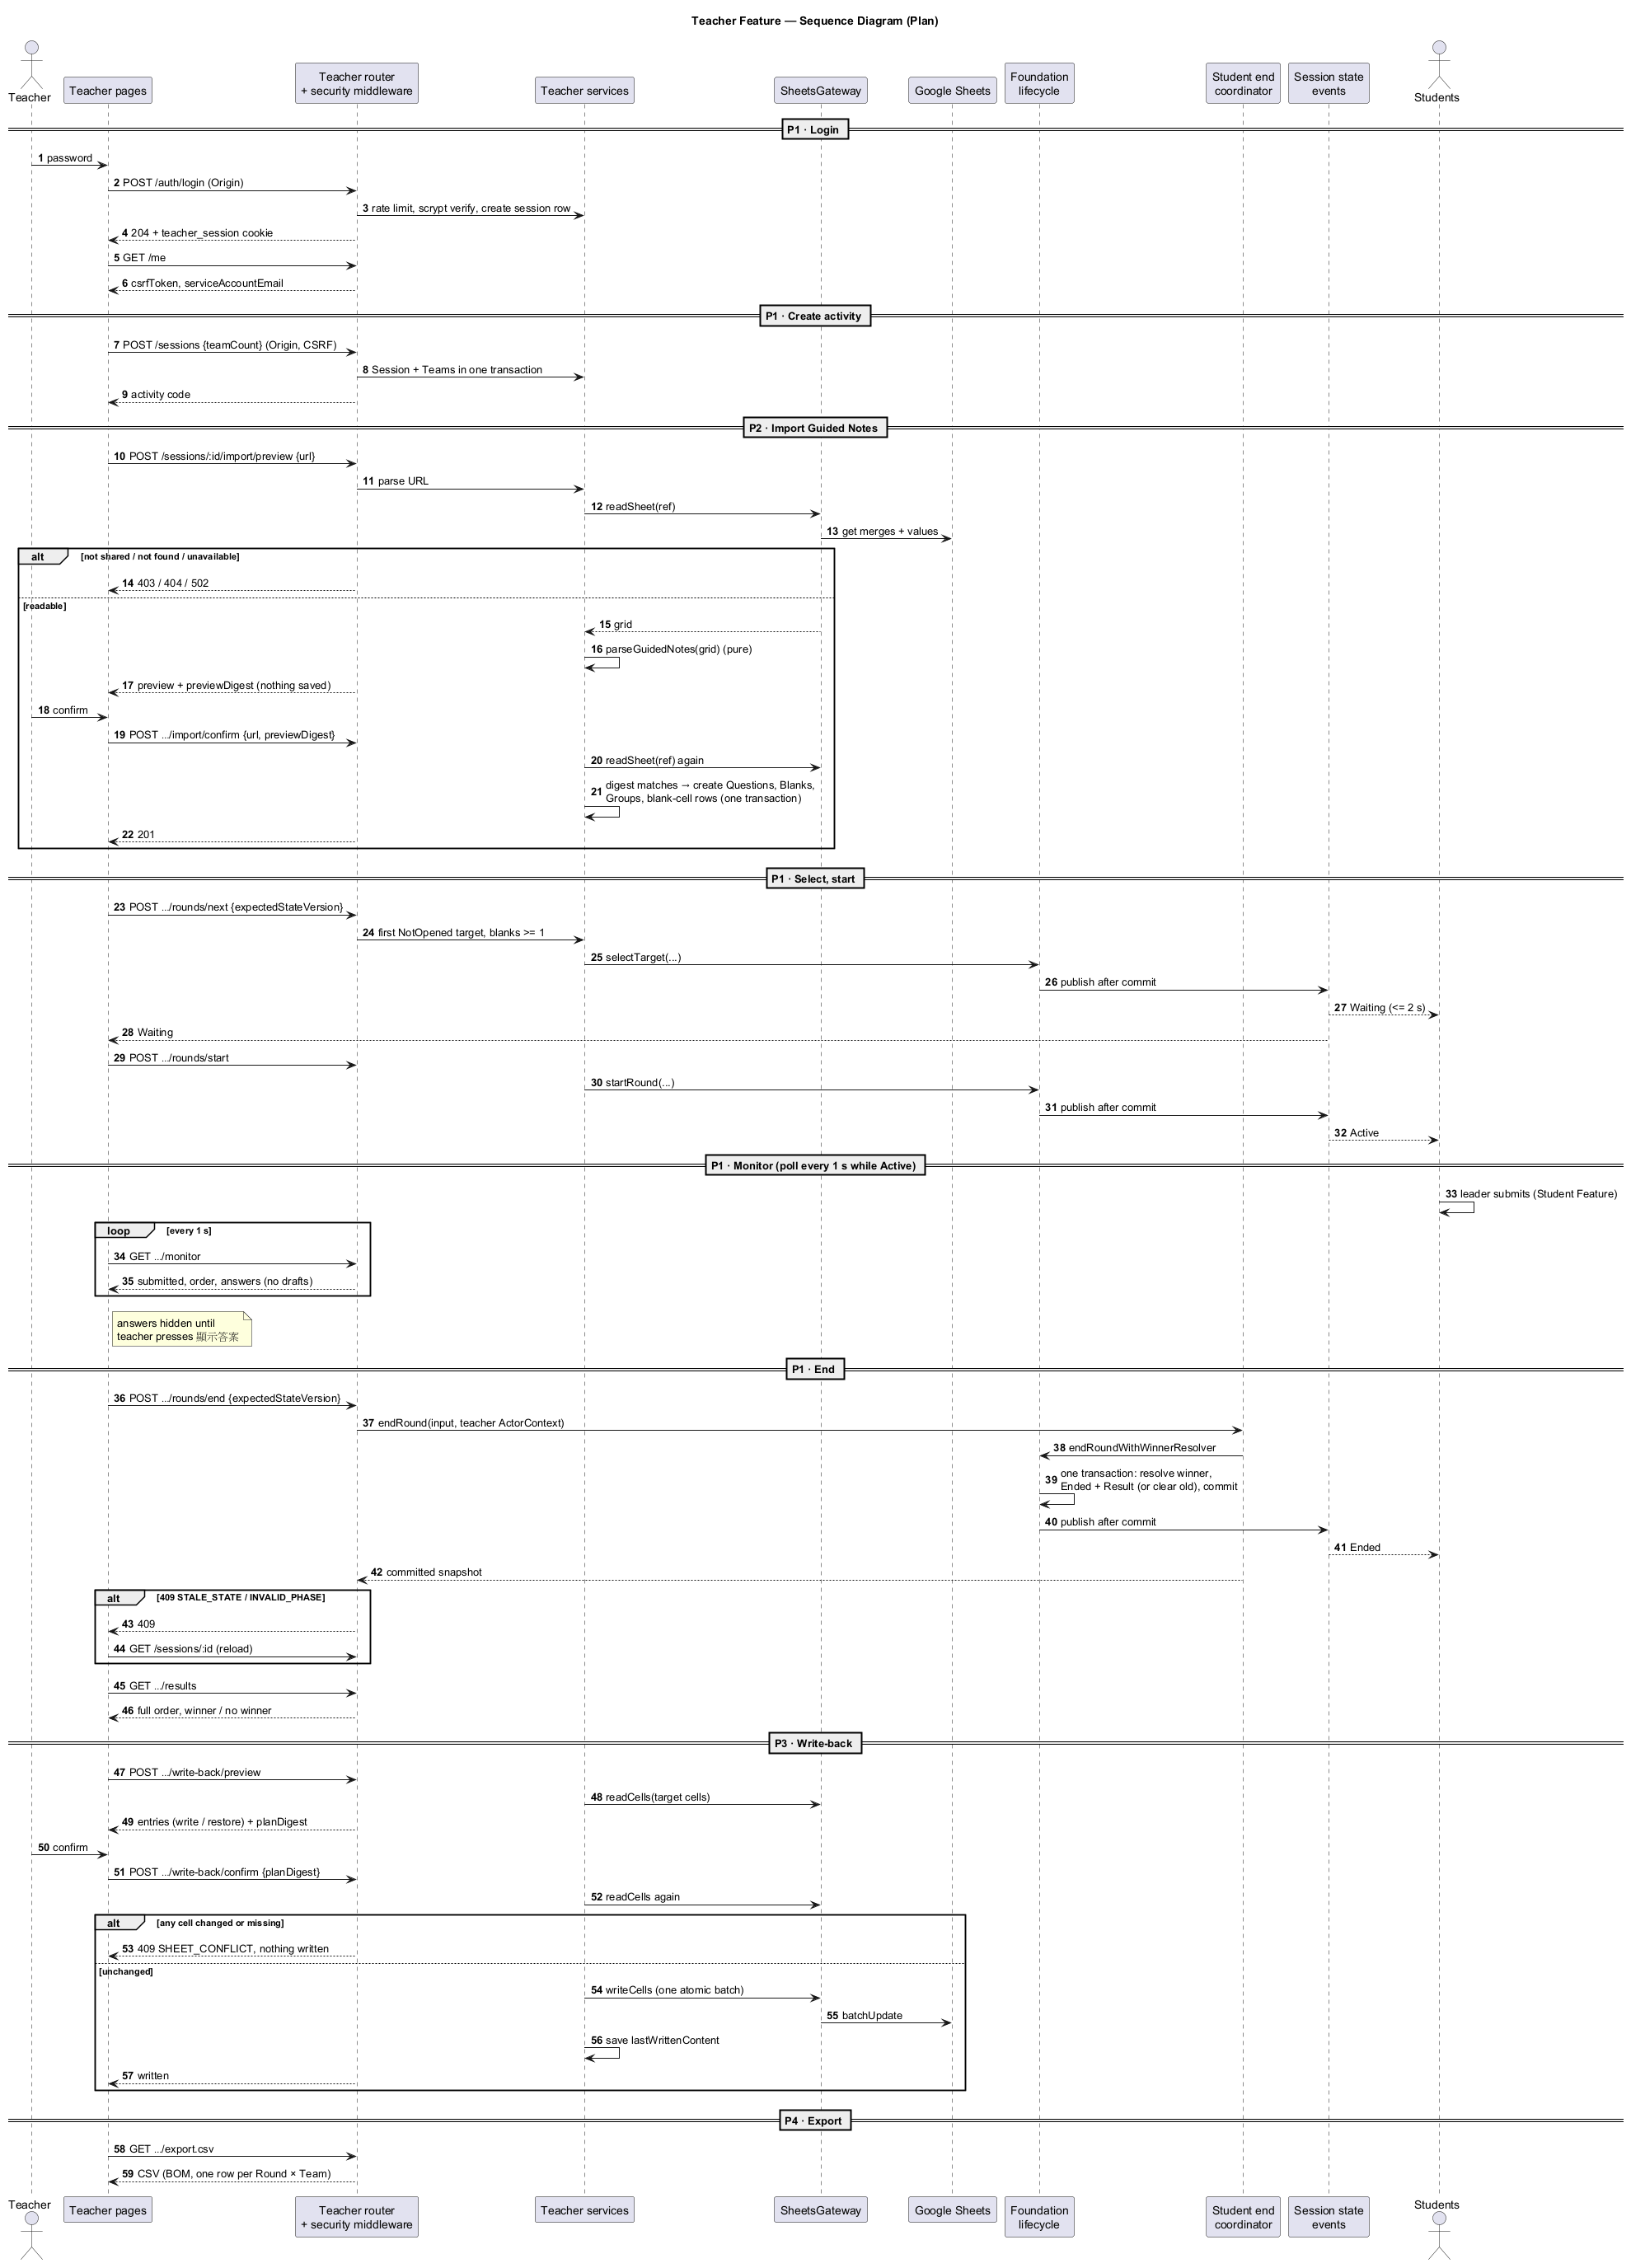 Teacher Feature — Sequence Diagram (Plan)
Teacher
Teacher pages
Teacher router
+ security middleware
Teacher services
SheetsGateway
Google Sheets
Foundation
lifecycle
Student end
coordinator
Session state
events
Students
P1 · Login
1 password
2 POST /auth/login (Origin)
3 rate limit, scrypt verify, create session row
4 204 + teacher_session cookie
5 GET /me
6 csrfToken, serviceAccountEmail
P1 · Create activity
7 POST /sessions {teamCount} (Origin, CSRF)
8 Session + Teams in one transaction
9 activity code
P2 · Import Guided Notes
10 POST /sessions/:id/import/preview {url}
11 parse URL
12 readSheet(ref)
13 get merges + values
alt [not shared / not found / unavailable]
14 403 / 404 / 502
[readable]
15 grid
16 parseGuidedNotes(grid) (pure)
17 preview + previewDigest (nothing saved)
18 confirm
19 POST .../import/confirm {url, previewDigest}
20 readSheet(ref) again
21 digest matches → create Questions, Blanks,
Groups, blank-cell rows (one transaction)
22 201
P1 · Select, start
23 POST .../rounds/next {expectedStateVersion}
24 first NotOpened target, blanks >= 1
25 selectTarget(...)
26 publish after commit
27 Waiting (<= 2 s)
28 Waiting
29 POST .../rounds/start
30 startRound(...)
31 publish after commit
32 Active
P1 · Monitor (poll every 1 s while Active)
33 leader submits (Student Feature)
loop [every 1 s]
34 GET .../monitor
35 submitted, order, answers (no drafts)
answers hidden until
teacher presses 顯示答案
P1 · End
36 POST .../rounds/end {expectedStateVersion}
37 endRound(input, teacher ActorContext)
38 endRoundWithWinnerResolver
39 one transaction: resolve winner,
Ended + Result (or clear old), commit
40 publish after commit
41 Ended
42 committed snapshot
alt [409 STALE_STATE / INVALID_PHASE]
43 409
44 GET /sessions/:id (reload)
45 GET .../results
46 full order, winner / no winner
P3 · Write-back
47 POST .../write-back/preview
48 readCells(target cells)
49 entries (write / restore) + planDigest
50 confirm
51 POST .../write-back/confirm {planDigest}
52 readCells again
alt [any cell changed or missing]
53 409 SHEET_CONFLICT, nothing written
[unchanged]
54 writeCells (one atomic batch)
55 batchUpdate
56 save lastWrittenContent
57 written
P4 · Export
58 GET .../export.csv
59 CSV (BOM, one row per Round × Team)
Teacher
Teacher pages
Teacher router
+ security middleware
Teacher services
SheetsGateway
Google Sheets
Foundation
lifecycle
Student end
coordinator
Session state
events
Students